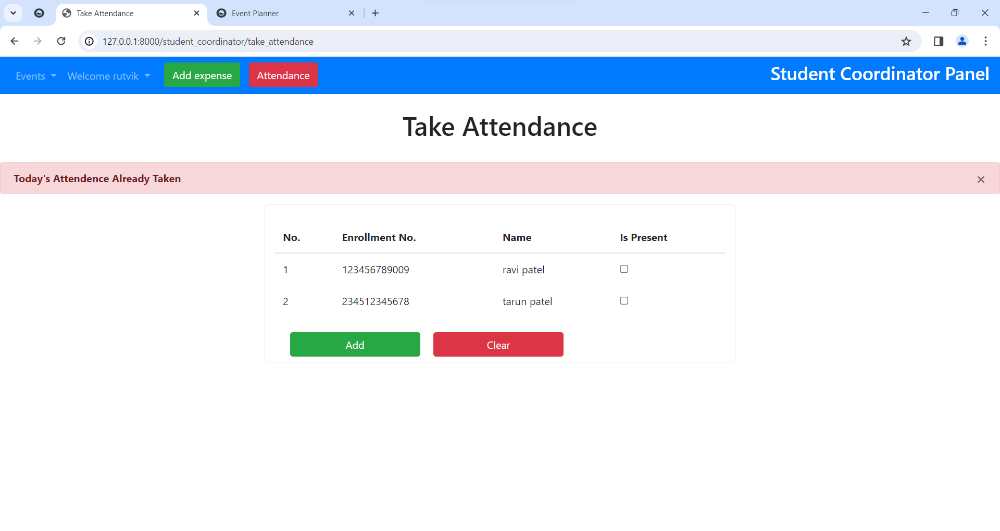 Take Attendance
Event Planner
127.0.0.1:8000/student_coordinator/take_attendance
Events Welcome rutvik Add expense Attendance Student Coordinator Panel
Take Attendance
Today's Attendence Already Taken
No. Enrollment No. Name Is Present
1 123456789009 ravi patel
2 234512345678 tarun patel
Add Clear